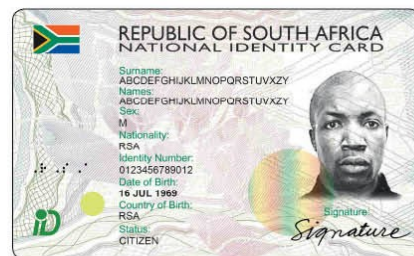 REPUBLIC OF SOUTH AFRICA
NATIONAL IDENTITY CARD
Surname:
ABCDEFGHIJKLMNOPQRSTUVXZY
Names:
ABCDEFGHIJKLMNOPQRSTUVXZY
Sex:
M
Nationality:
RSA
Identity Number:
0123456789012
Date of Birth:
16 JUL 1969
Country of Birth:
RSA
Status:
CITIZEN
iD
Signature:
Signature